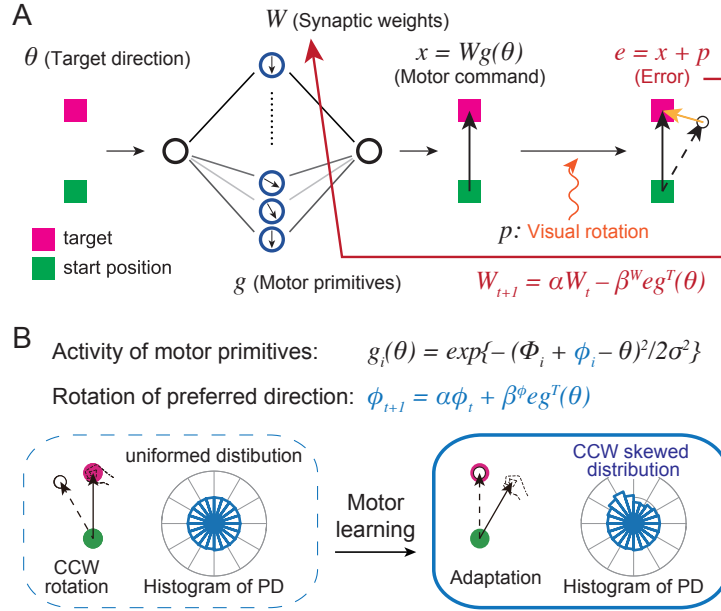 A
W (Synaptic weights)
θ (Target direction)
x = Wg(θ)
(Motor command)
e = x + p
(Error)
target
start position
p: Visual rotation
g (Motor primitives)
W_{t+1} = αW_t – β^W eg^T(θ)
B
Activity of motor primitives: g_i(θ) = exp{– (Φ_i + ϕ_i – θ)²/2σ²}
Rotation of preferred direction: ϕ_{t+1} = αϕ_t + β^ϕ eg^T(θ)
uniformed distibution
CCW
rotation
Histogram of PD
Motor
learning
CCW skewed
distribution
Adaptation
Histogram of PD